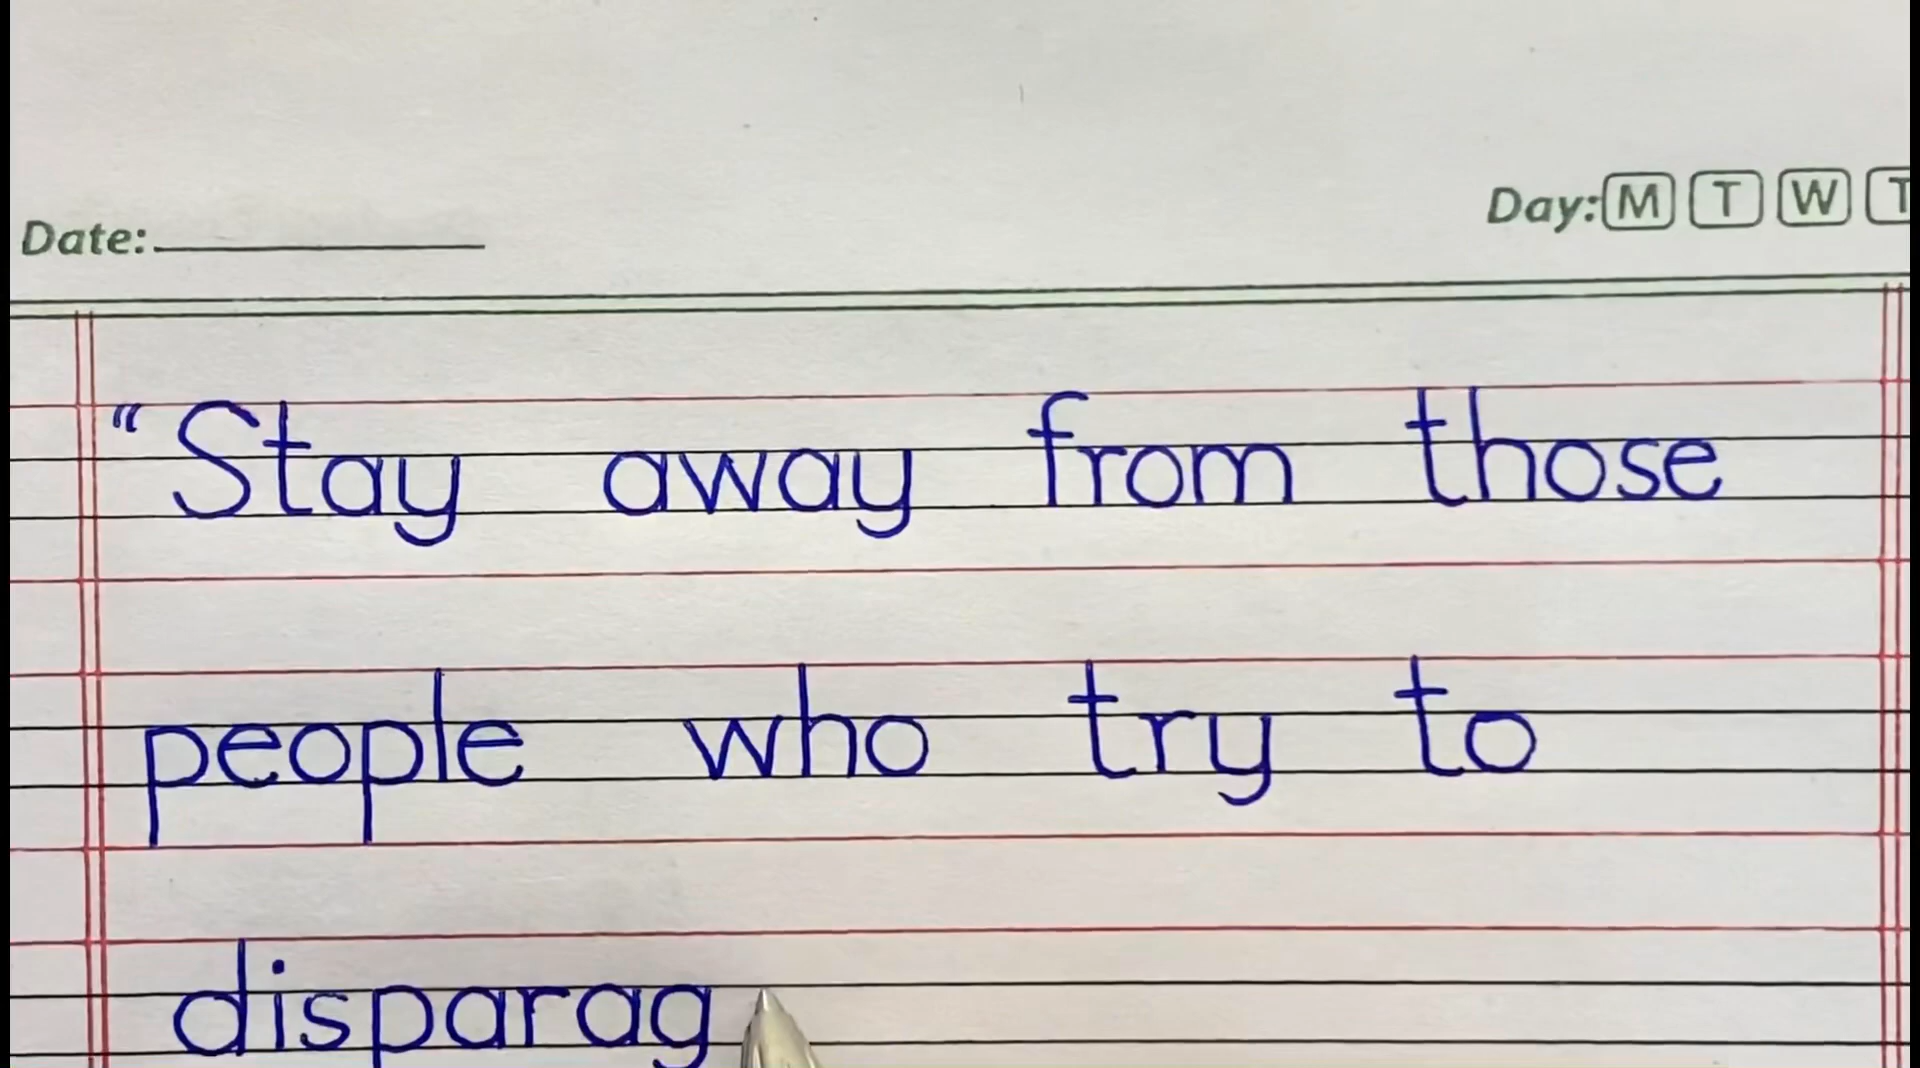 Date:
Day: M T W T
“Stay away from those
people who try to
disparag